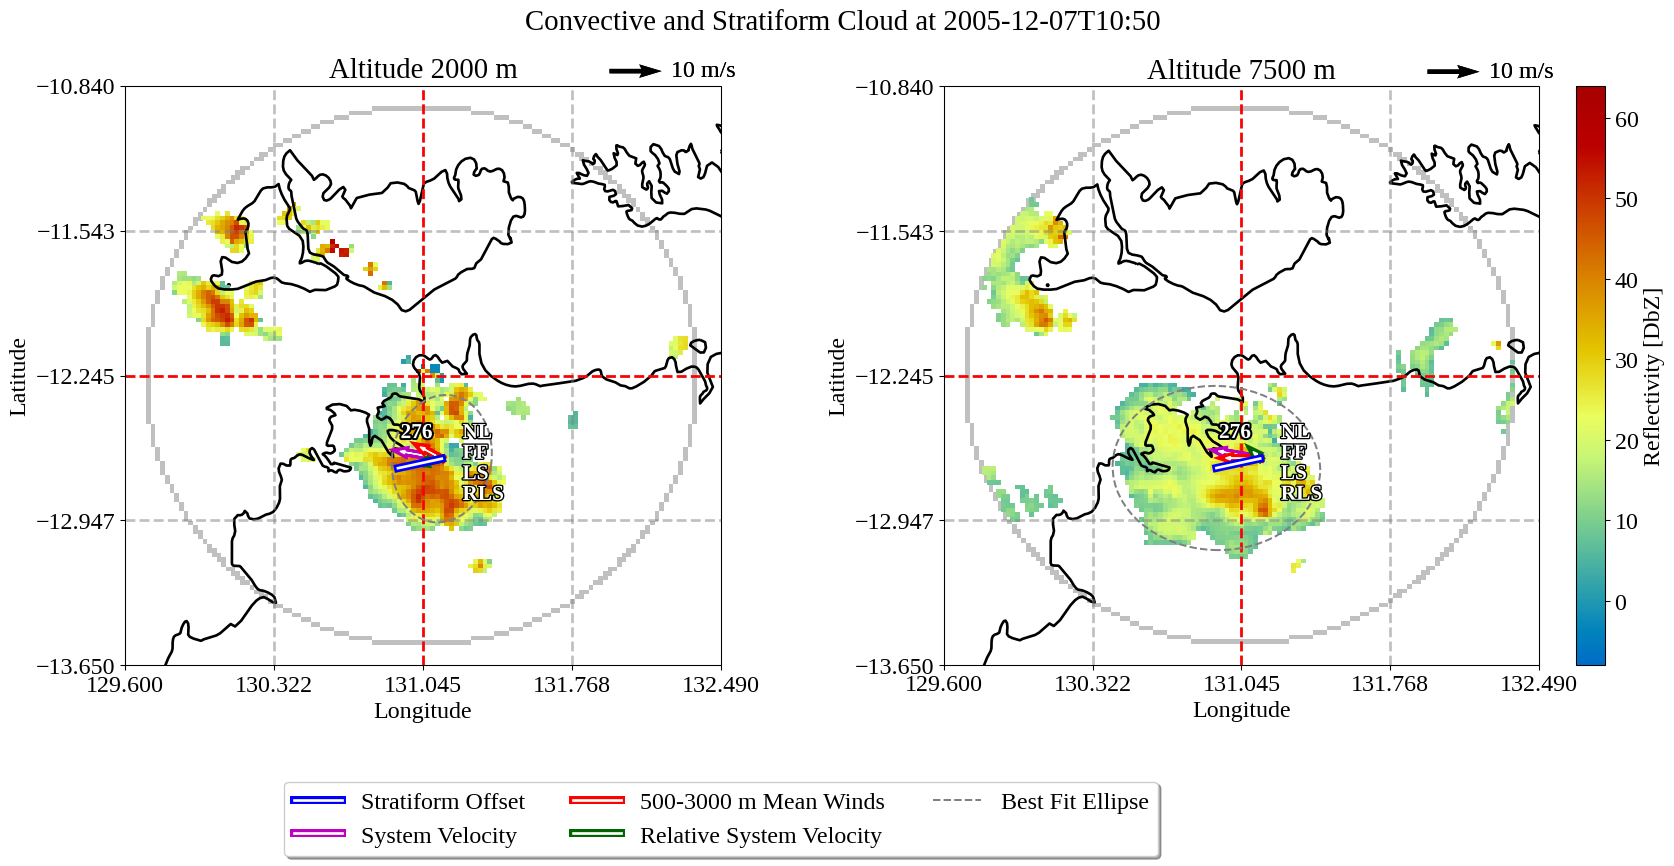 Convective and Stratiform Cloud at 2005-12-07T10:50
Altitude 2000 m
10 m/s
−10.840
−11.543
−12.245
−12.947
−13.650
Latitude
129.600
130.322
131.045
131.768
132.490
Longitude
276
NL
FF
LS
RLS
Altitude 7500 m
10 m/s
−10.840
−11.543
−12.245
−12.947
−13.650
Latitude
129.600
130.322
131.045
131.768
132.490
Longitude
276
NL
FF
LS
RLS
60
50
40
30
20
10
0
Reflectivity [DbZ]
Stratiform Offset
System Velocity
500-3000 m Mean Winds
Relative System Velocity
Best Fit Ellipse